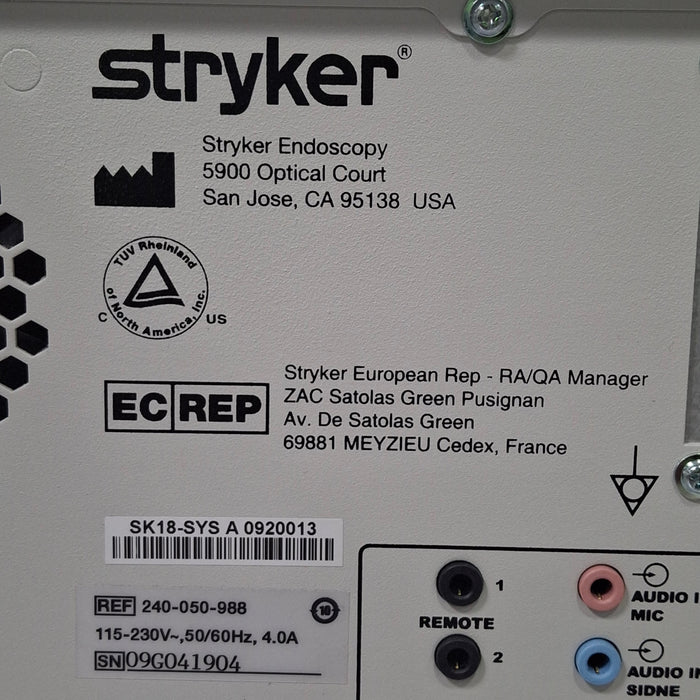 stryker®
Stryker Endoscopy
5900 Optical Court
San Jose, CA 95138 USA
TÜV Rheinland
of North America, Inc.
C US
EC REP
Stryker European Rep - RA/QA Manager
ZAC Satolas Green Pusignan
Av. De Satolas Green
69881 MEYZIEU Cedex, France
SK18-SYS A 0920013
REF 240-050-988
10
115-230V~,50/60Hz, 4.0A
SN 09G041904
REMOTE
1
2
AUDIO I
MIC
AUDIO I
SIDNE